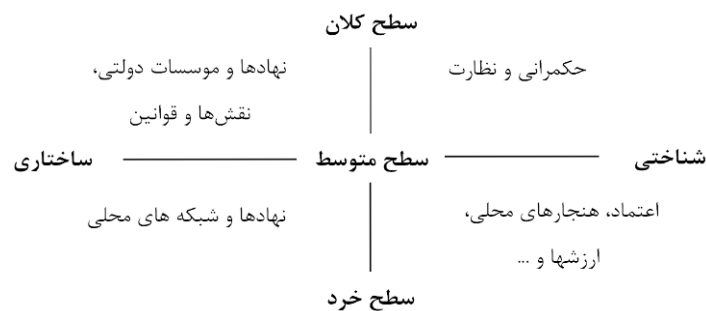 سطح کلان
حکمرانی و نظارت
نهادها و موسسات دولتی،
نقش‌ها و قوانین
شناختی
سطح متوسط
ساختاری
اعتماد، هنجارهای محلی،
ارزشها و ...
نهادها و شبکه های محلی
سطح خرد